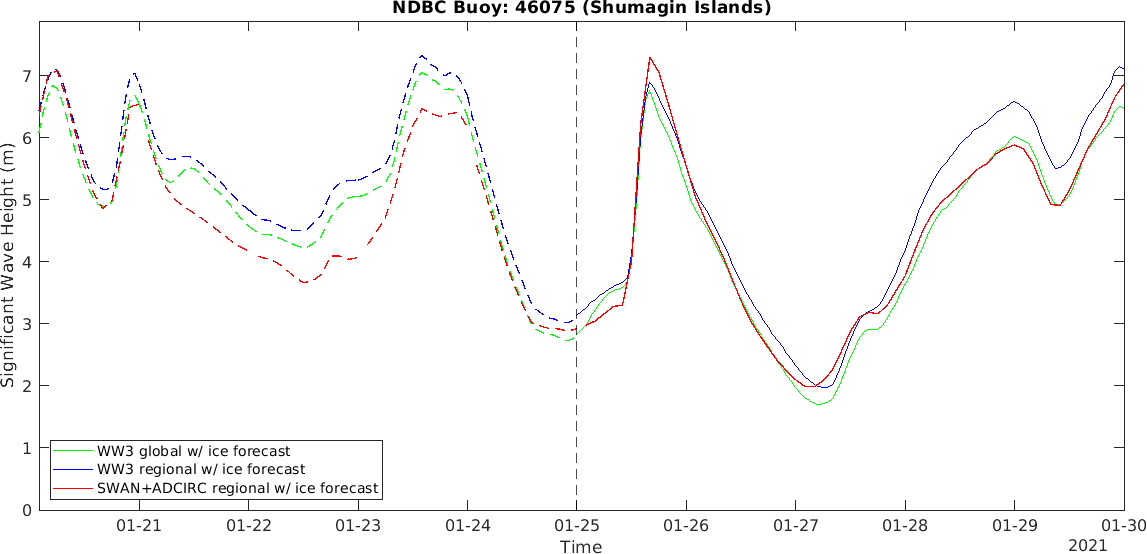 NDBC Buoy: 46075 (Shumagin Islands)
Significant Wave Height (m)
7
6
5
4
3
2
1
0
WW3 global w/ ice forecast
WW3 regional w/ ice forecast
SWAN+ADCIRC regional w/ ice forecast
01-21 01-22 01-23 01-24 01-25 01-26 01-27 01-28 01-29 01-30
Time
2021